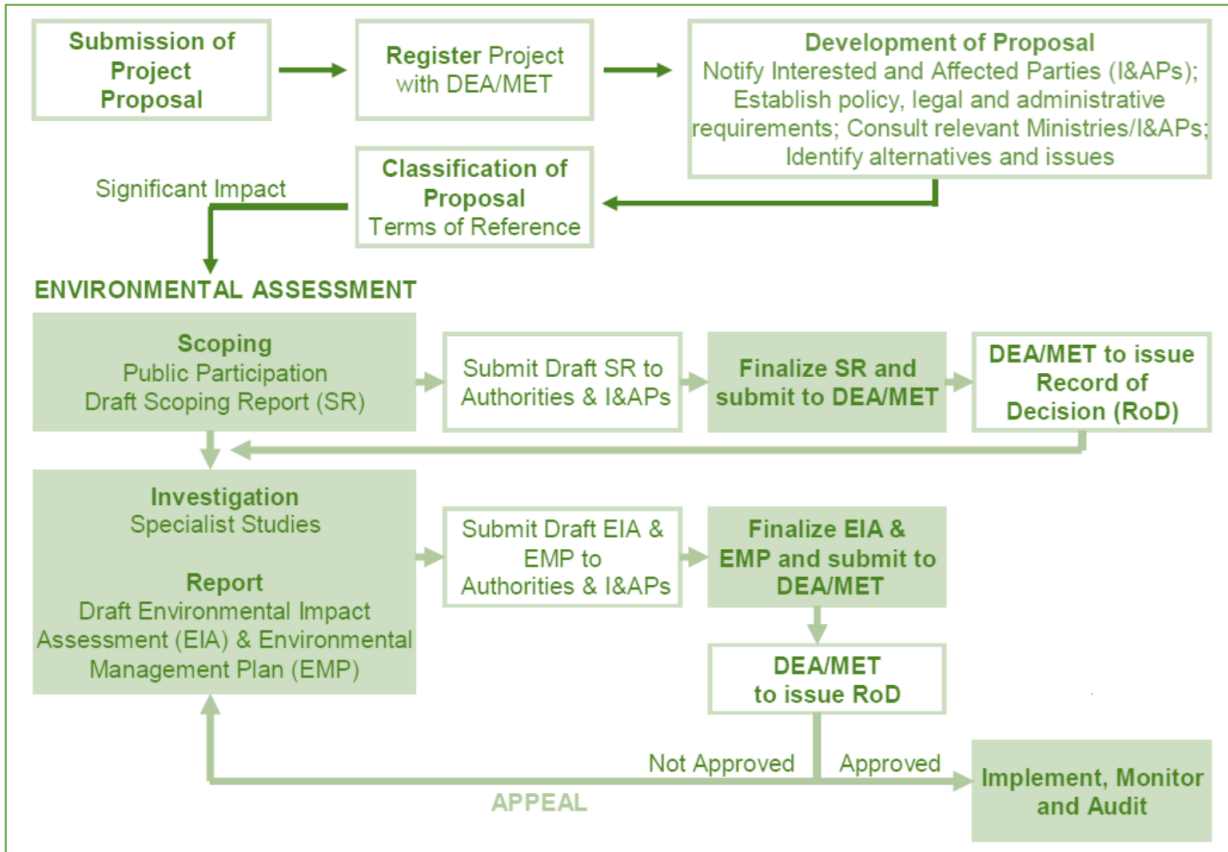 Submission of
Project
Proposal
Register Project
with DEA/MET
Development of Proposal
Notify Interested and Affected Parties (I&APs);
Establish policy, legal and administrative
requirements; Consult relevant Ministries/I&APs;
Identify alternatives and issues
Classification of
Proposal
Terms of Reference
Significant Impact
ENVIRONMENTAL ASSESSMENT
Scoping
Public Participation
Draft Scoping Report (SR)
Submit Draft SR to
Authorities & I&APs
Finalize SR and
submit to DEA/MET
DEA/MET to issue
Record of
Decision (RoD)
Investigation
Specialist Studies
Report
Draft Environmental Impact
Assessment (EIA) & Environmental
Management Plan (EMP)
Submit Draft EIA &
EMP to
Authorities & I&APs
Finalize EIA &
EMP and submit to
DEA/MET
DEA/MET
to issue RoD
Not Approved
Approved
APPEAL
Implement, Monitor
and Audit